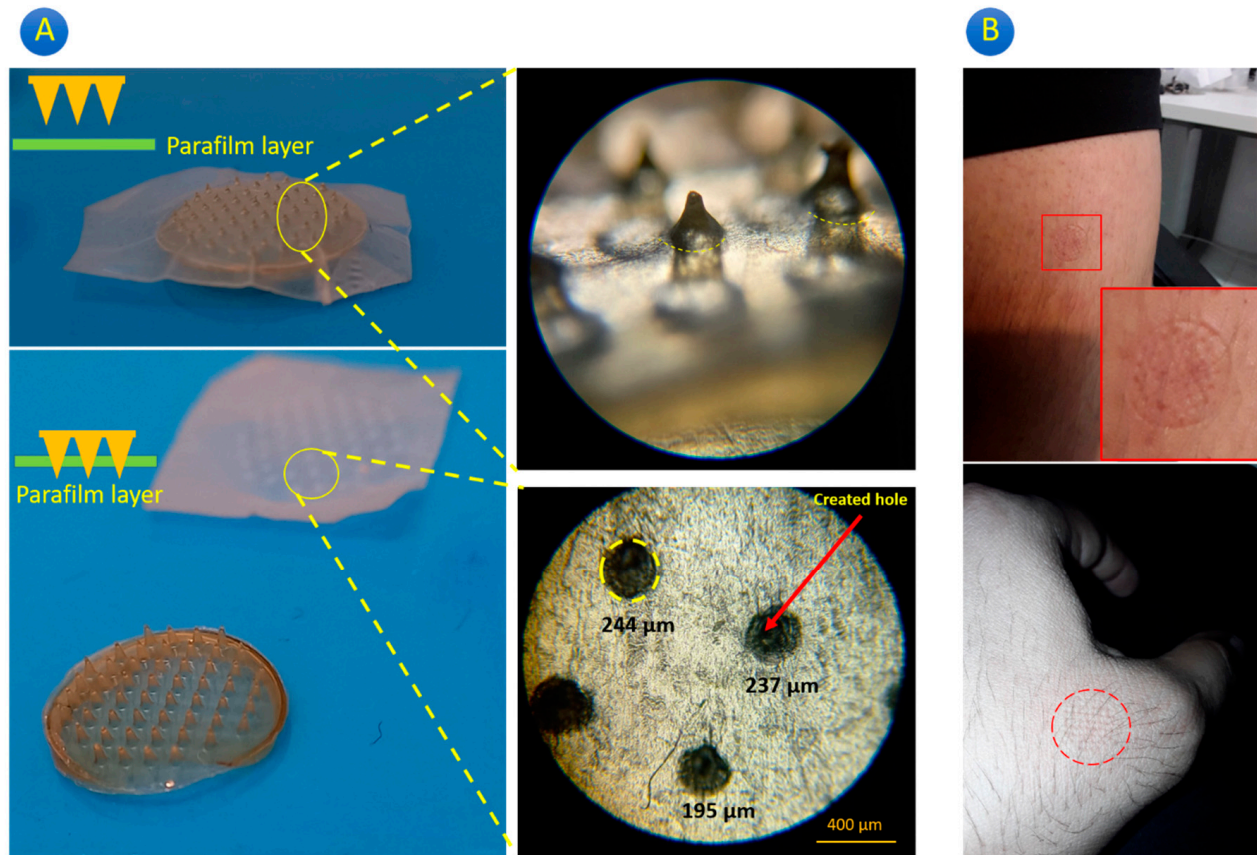 A
B
Parafilm layer
Parafilm layer
Created hole
244 µm
237 µm
195 µm
400 µm